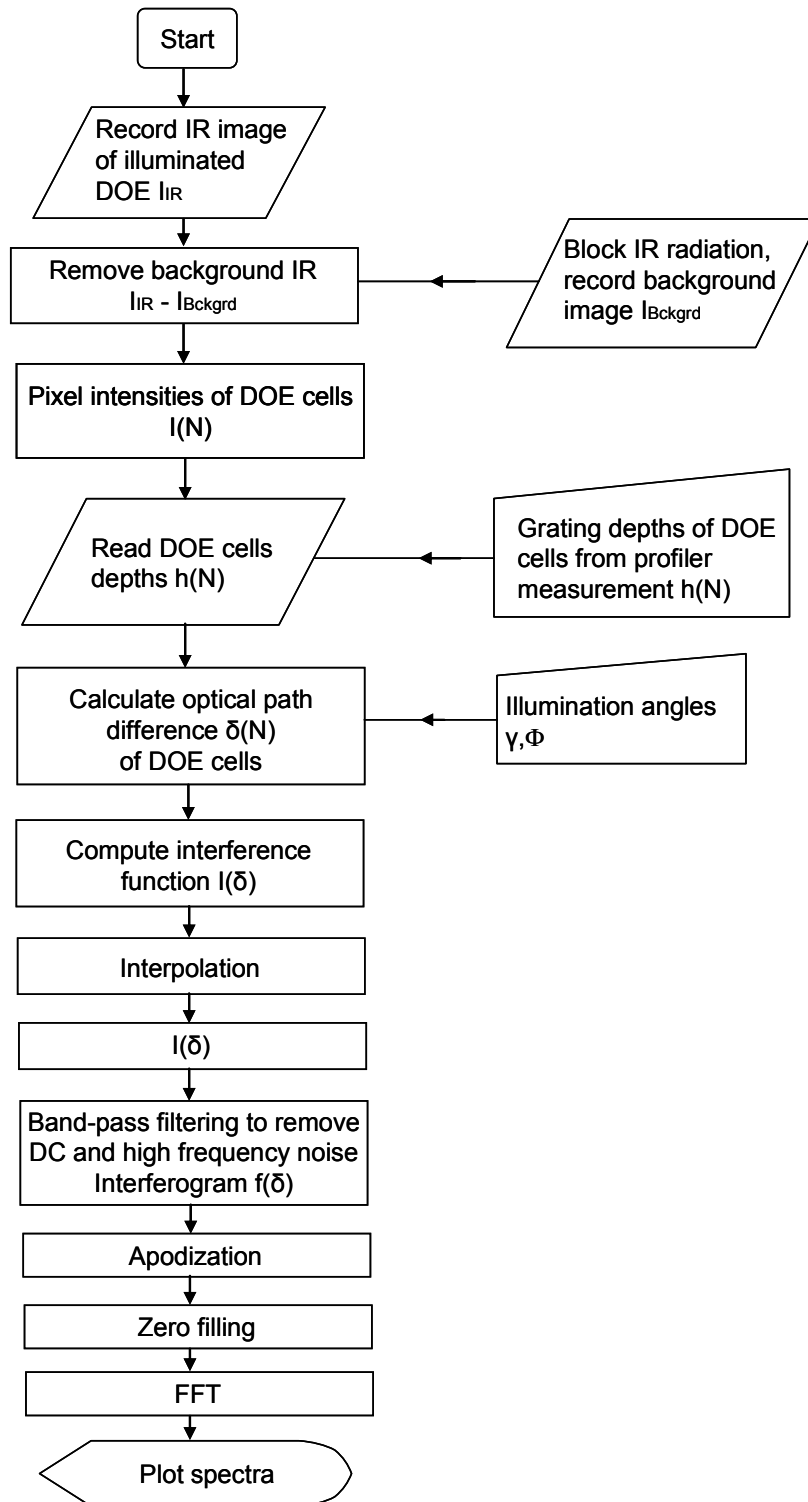 Start
Record IR image
of illuminated
DOE IIR
Remove background IR
IIR - IBckgrd
Block IR radiation,
record background
image IBckgrd
Pixel intensities of DOE cells
I(N)
Read DOE cells
depths h(N)
Grating depths of DOE
cells from profiler
measurement h(N)
Calculate optical path
difference δ(N)
of DOE cells
Illumination angles
γ,Φ
Compute interference
function I(δ)
Interpolation
I(δ)
Band-pass filtering to remove
DC and high frequency noise
Interferogram f(δ)
Apodization
Zero filling
FFT
Plot spectra